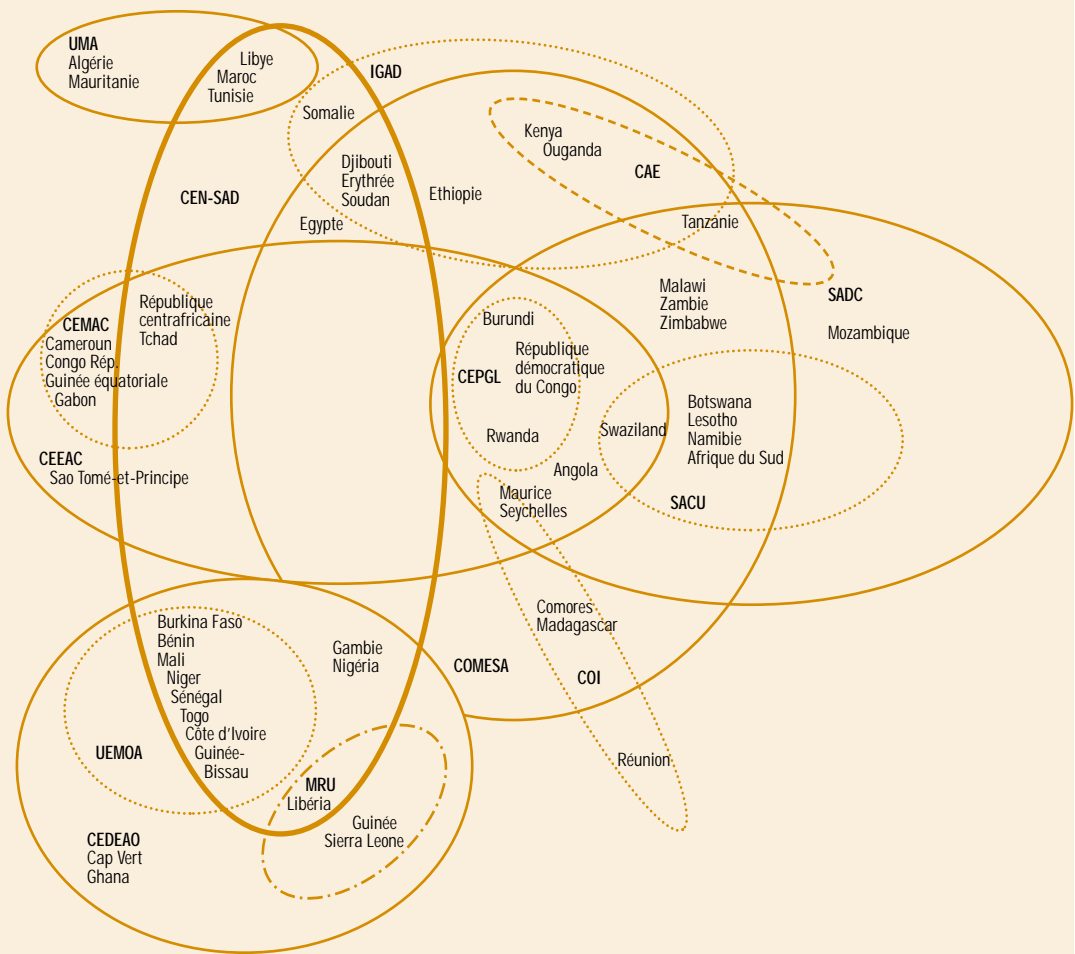 UMA
Algérie
Mauritanie
Libye
Maroc
Tunisie
IGAD
Somalie
Kenya
Ouganda
CAE
Djibouti
Erythrée
Soudan
Ethiopie
CEN-SAD
Egypte
Tanzanie
Malawi
Zambie
Zimbabwe
SADC
Mozambique
République
centrafricaine
Tchad
CEMAC
Cameroun
Congo Rép.
Guinée équatoriale
Gabon
Burundi
République
démocratique
du Congo
CEPGL
Rwanda
Swaziland
Botswana
Lesotho
Namibie
Afrique du Sud
CEEAC
Sao Tomé-et-Principe
Angola
Maurice
Seychelles
SACU
Comores
Madagascar
COI
COMESA
Réunion
Burkina Faso
Bénin
Mali
Niger
Sénégal
Togo
Côte d'Ivoire
Guinée-
Bissau
Gambie
Nigéria
UEMOA
MRU
Libéria
Guinée
Sierra Leone
CEDEAO
Cap Vert
Ghana